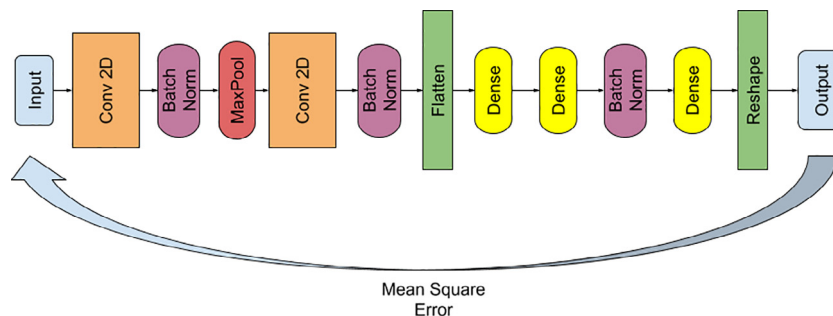 Input
Conv 2D
Batch
Norm
MaxPool
Conv 2D
Batch
Norm
Flatten
Dense
Dense
Batch
Norm
Dense
Reshape
Output
Mean Square
Error